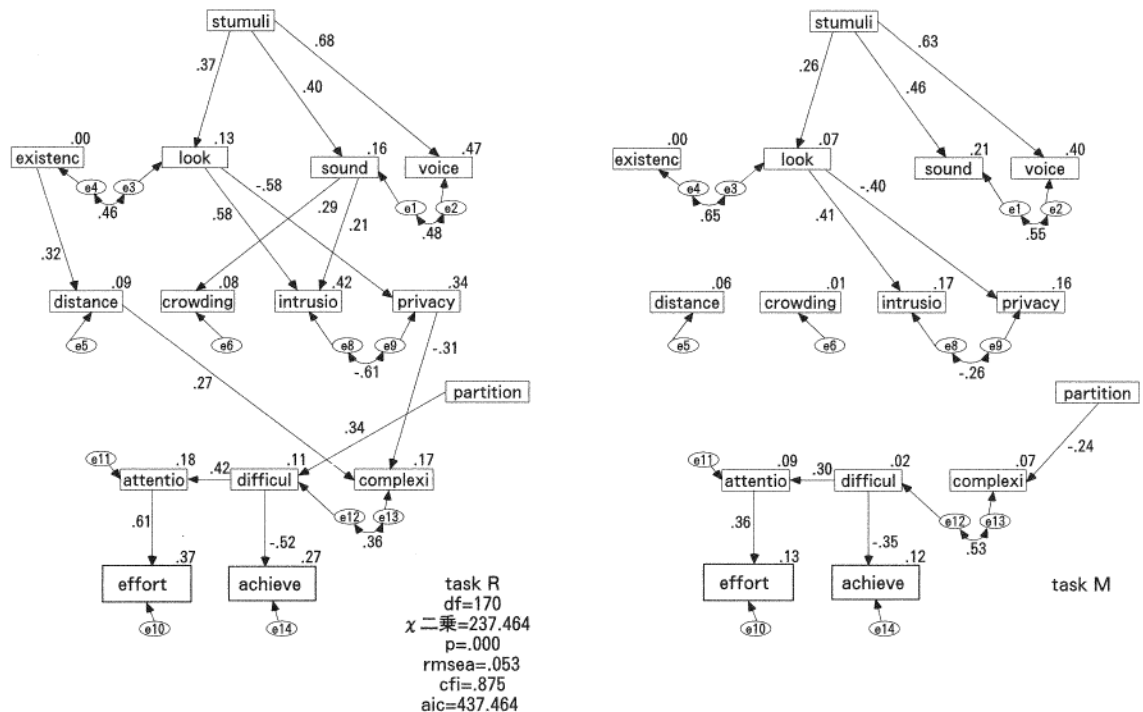 stumuli
.68
.37
.40
.00
.13
.16
.47
existenc
look
sound
voice
e4
e3
.46
e1
e2
.48
-.58
.58
.29
.21
.32
.09
.08
.42
.34
distance
crowding
intrusio
privacy
e5
e6
e8
e9
-.61
-.31
.27
partition
.34
e11
.18
.42
.11
.17
attentio
difficul
complexi
e12
e13
.36
.61
-.52
.37
.27
effort
achieve
e10
e14
task R
df=170
χ二乗=237.464
p=.000
rmsea=.053
cfi=.875
aic=437.464
stumuli
.63
.26
.46
.00
.07
.21
.40
existenc
look
sound
voice
e4
e3
.65
e1
e2
.55
-.40
.41
.06
.01
.17
.16
distance
crowding
intrusio
privacy
e5
e6
e8
e9
-.26
partition
-.24
e11
.09
.30
.02
.07
attentio
difficul
complexi
e12
e13
.53
.36
-.35
.13
.12
effort
achieve
e10
e14
task M